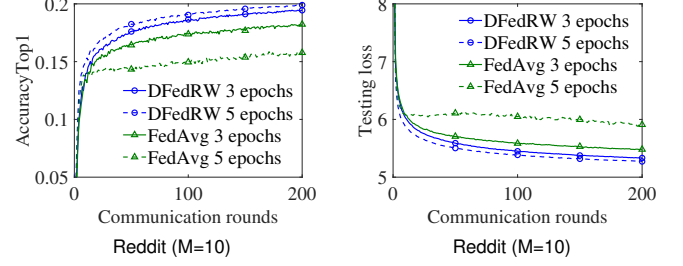 0.2
0.15
0.1
0.05
AccuracyTop1
DFedRW 3 epochs
DFedRW 5 epochs
FedAvg 3 epochs
FedAvg 5 epochs
0 100 200
Communication rounds
Reddit (M=10)
8
7
6
5
Testing loss
DFedRW 3 epochs
DFedRW 5 epochs
FedAvg 3 epochs
FedAvg 5 epochs
0 100 200
Communication rounds
Reddit (M=10)